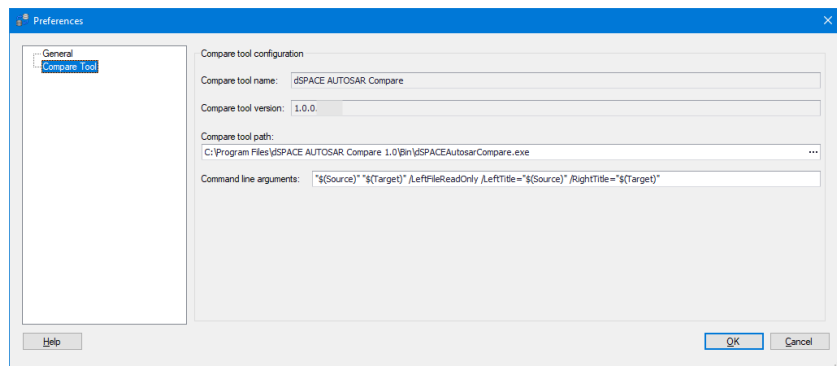 Preferences
General
Compare Tool
Compare tool configuration
Compare tool name: dSPACE AUTOSAR Compare
Compare tool version: 1.0.0.
Compare tool path:
C:\Program Files\dSPACE AUTOSAR Compare 1.0\Bin\dSPACEAutosarCompare.exe ...
Command line arguments: "$(Source)" "$(Target)" /LeftFileReadOnly /LeftTitle="$(Source)" /RightTitle="$(Target)"
Help OK Cancel